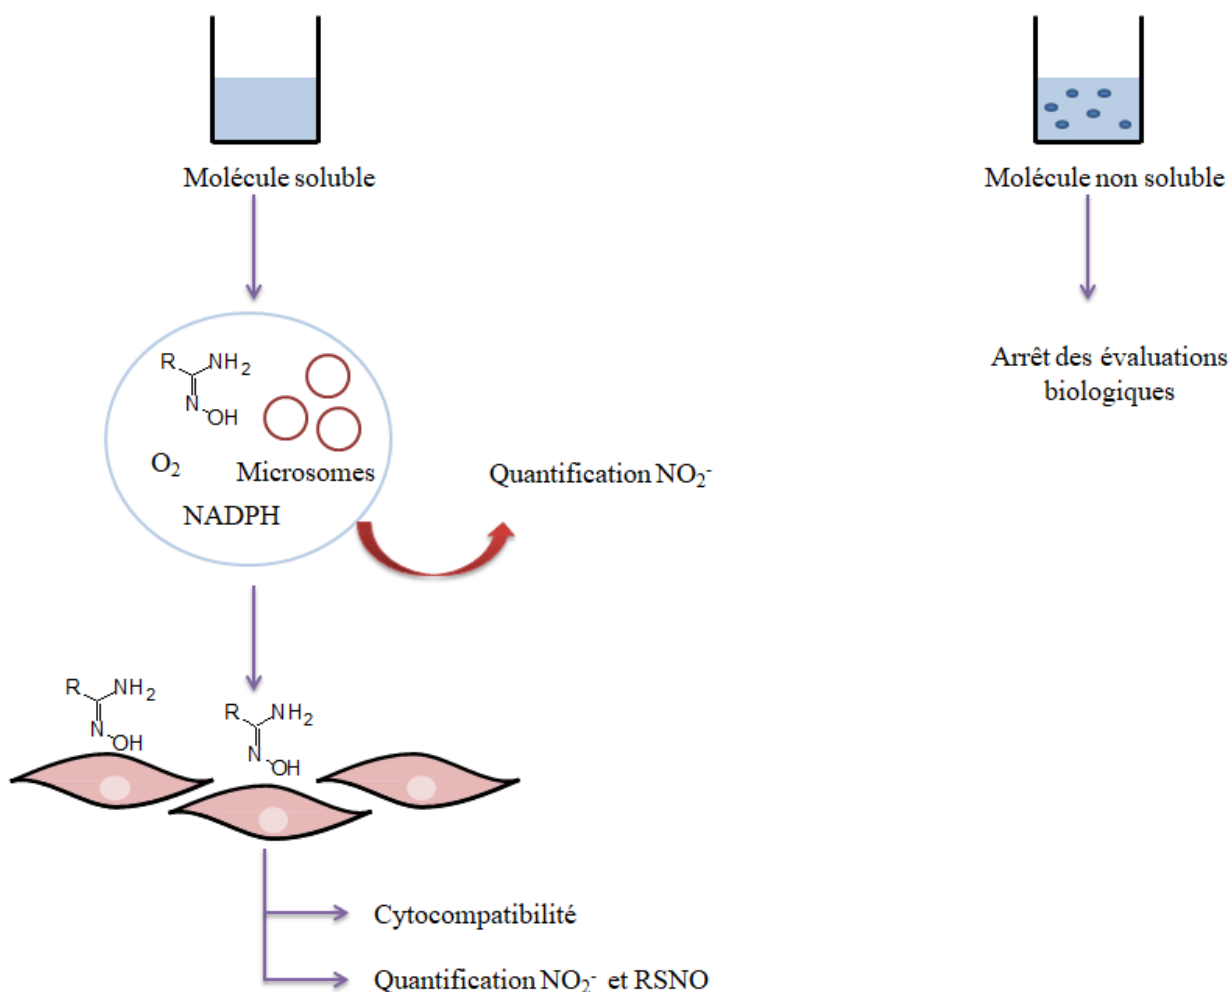 Molécule soluble
Molécule non soluble
R NH2
N OH
O2
Microsomes
NADPH
Quantification NO2-
Arrêt des évaluations
biologiques
R NH2
N OH
R NH2
N OH
Cytocompatibilité
Quantification NO2- et RSNO